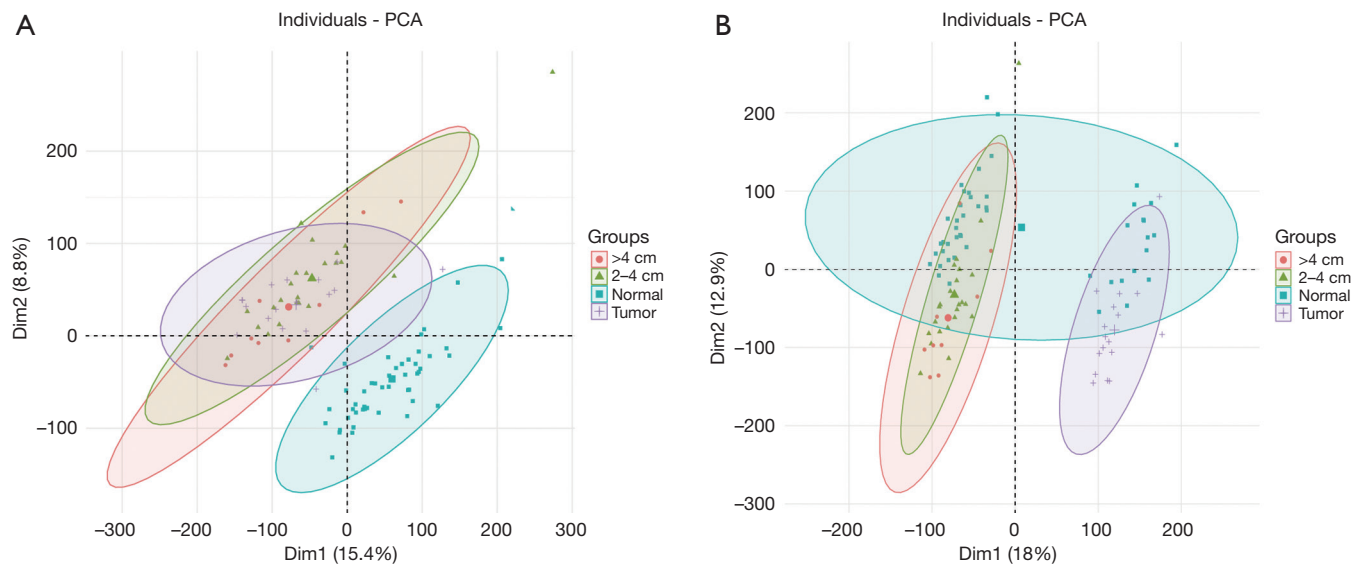 A
Individuals - PCA
200
100
0
−100
Dim2 (8.8%)
−300
−200
−100
0
100
200
300
Dim1 (15.4%)
Groups
>4 cm
2–4 cm
Normal
Tumor
B
Individuals - PCA
200
100
0
−100
−200
−300
Dim2 (12.9%)
−200
−100
0
100
200
Dim1 (18%)
Groups
>4 cm
2–4 cm
Normal
Tumor